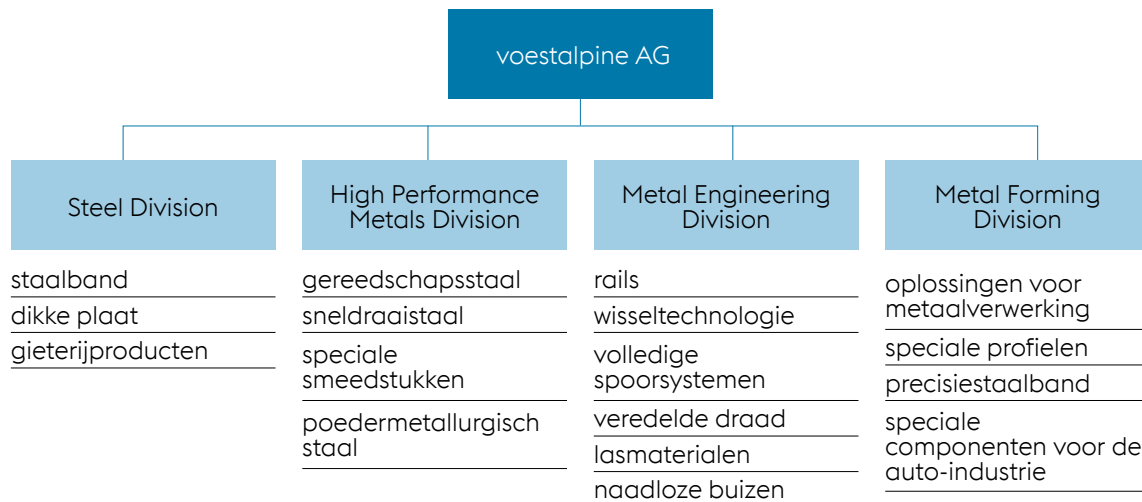 voestalpine AG
Steel Division
staalband
dikke plaat
gieterijproducten
High Performance
Metals Division
gereedschapsstaal
sneldraaistaal
speciale
smeedstukken
poedermetallurgisch
staal
Metal Engineering
Division
rails
wisseltechnologie
volledige
spoorsystemen
veredelde draad
lasmaterialen
naadloze buizen
Metal Forming
Division
oplossingen voor
metaalverwerking
speciale profielen
precisiestaalband
speciale
componenten voor de
auto-industrie